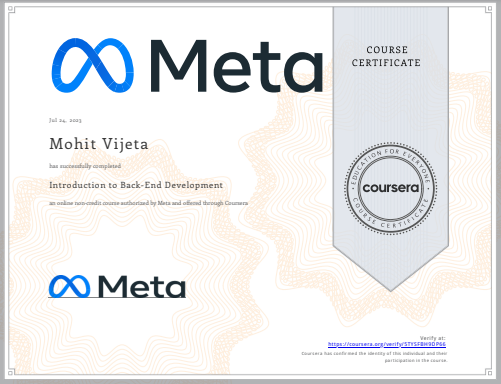 Meta
COURSE
CERTIFICATE
Jul 24, 2023
Mohit Vijeta
has successfully completed
Introduction to Back-End Development
an online non-credit course authorized by Meta and offered through Coursera
EDUCATION FOR EVERYONE
coursera
COURSE CERTIFICATE
Meta
Verify at:
https://coursera.org/verify/5TYSFBH9DP66
Coursera has confirmed the identity of this individual and their
participation in the course.